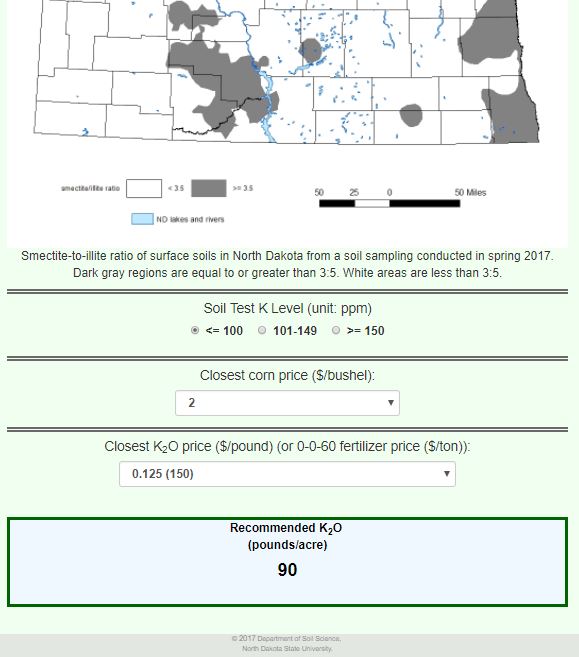 smectite/illite ratio < 3.5 >= 3.5
ND lakes and rivers
50 25 0 50 Miles
Smectite-to-illite ratio of surface soils in North Dakota from a soil sampling conducted in spring 2017.
Dark gray regions are equal to or greater than 3:5. White areas are less than 3:5.
Soil Test K Level (unit: ppm)
<= 100 101-149 >= 150
Closest corn price ($/bushel):
2
Closest K₂O price ($/pound) (or 0-0-60 fertilizer price ($/ton)):
0.125 (150)
Recommended K₂O
(pounds/acre)
90
© 2017 Department of Soil Science,
North Dakota State University.